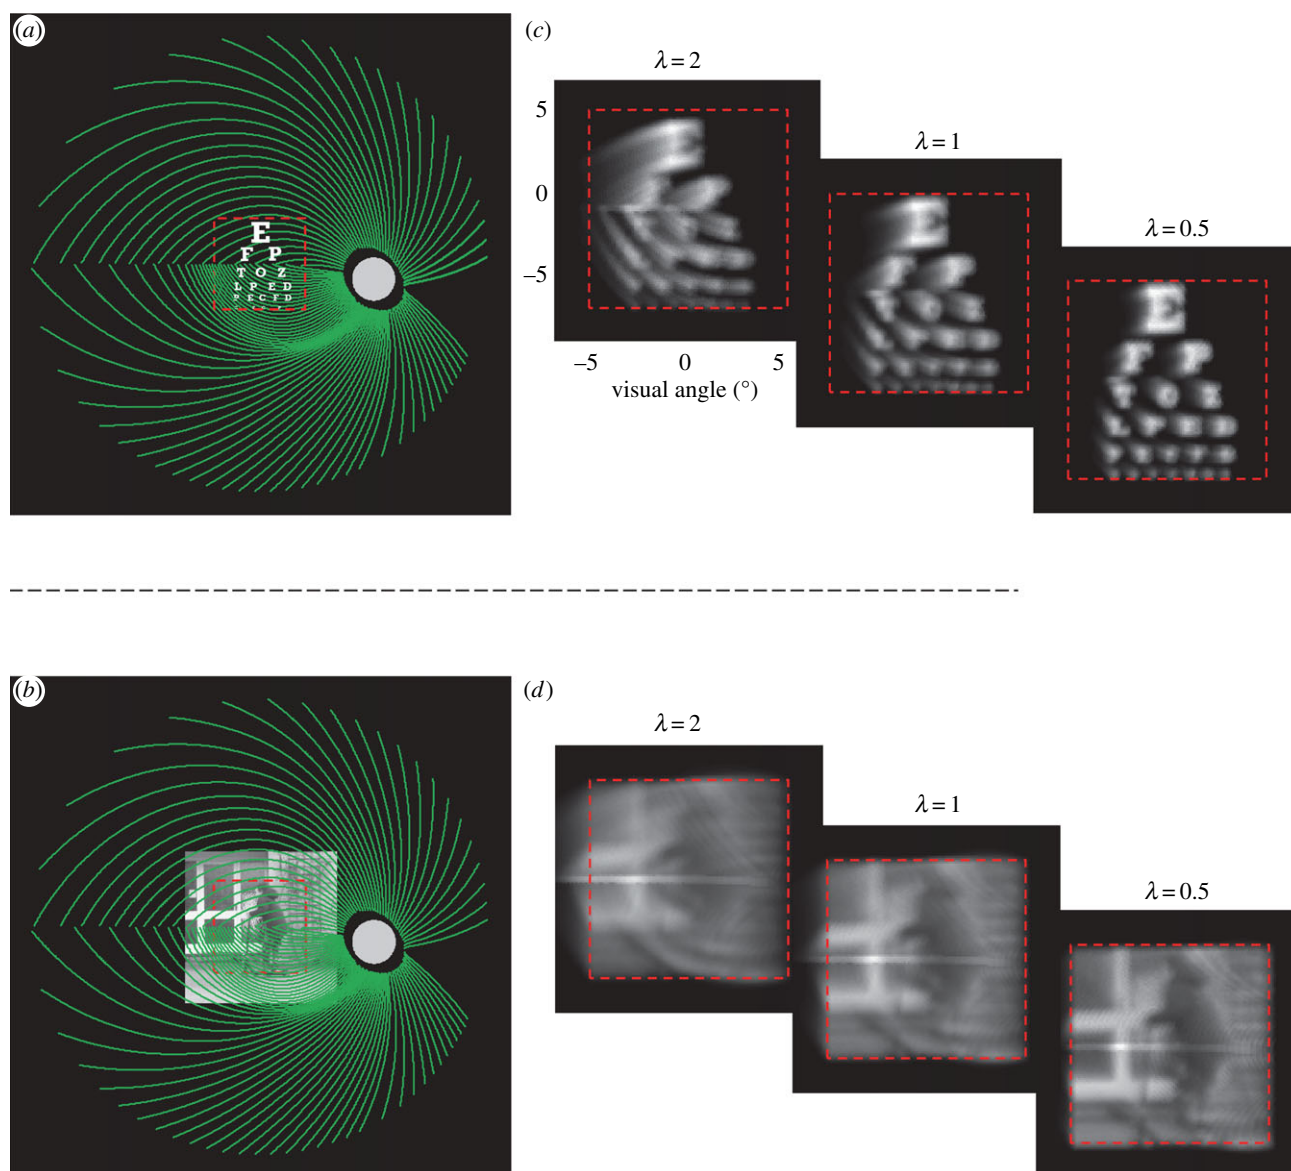 (a)
E
F P
T O Z
L P E D
P E C F D
(c)
λ = 2
5
0
–5
–5 0 5
visual angle (°)
λ = 1
λ = 0.5
(b)
(d)
λ = 2
λ = 1
λ = 0.5